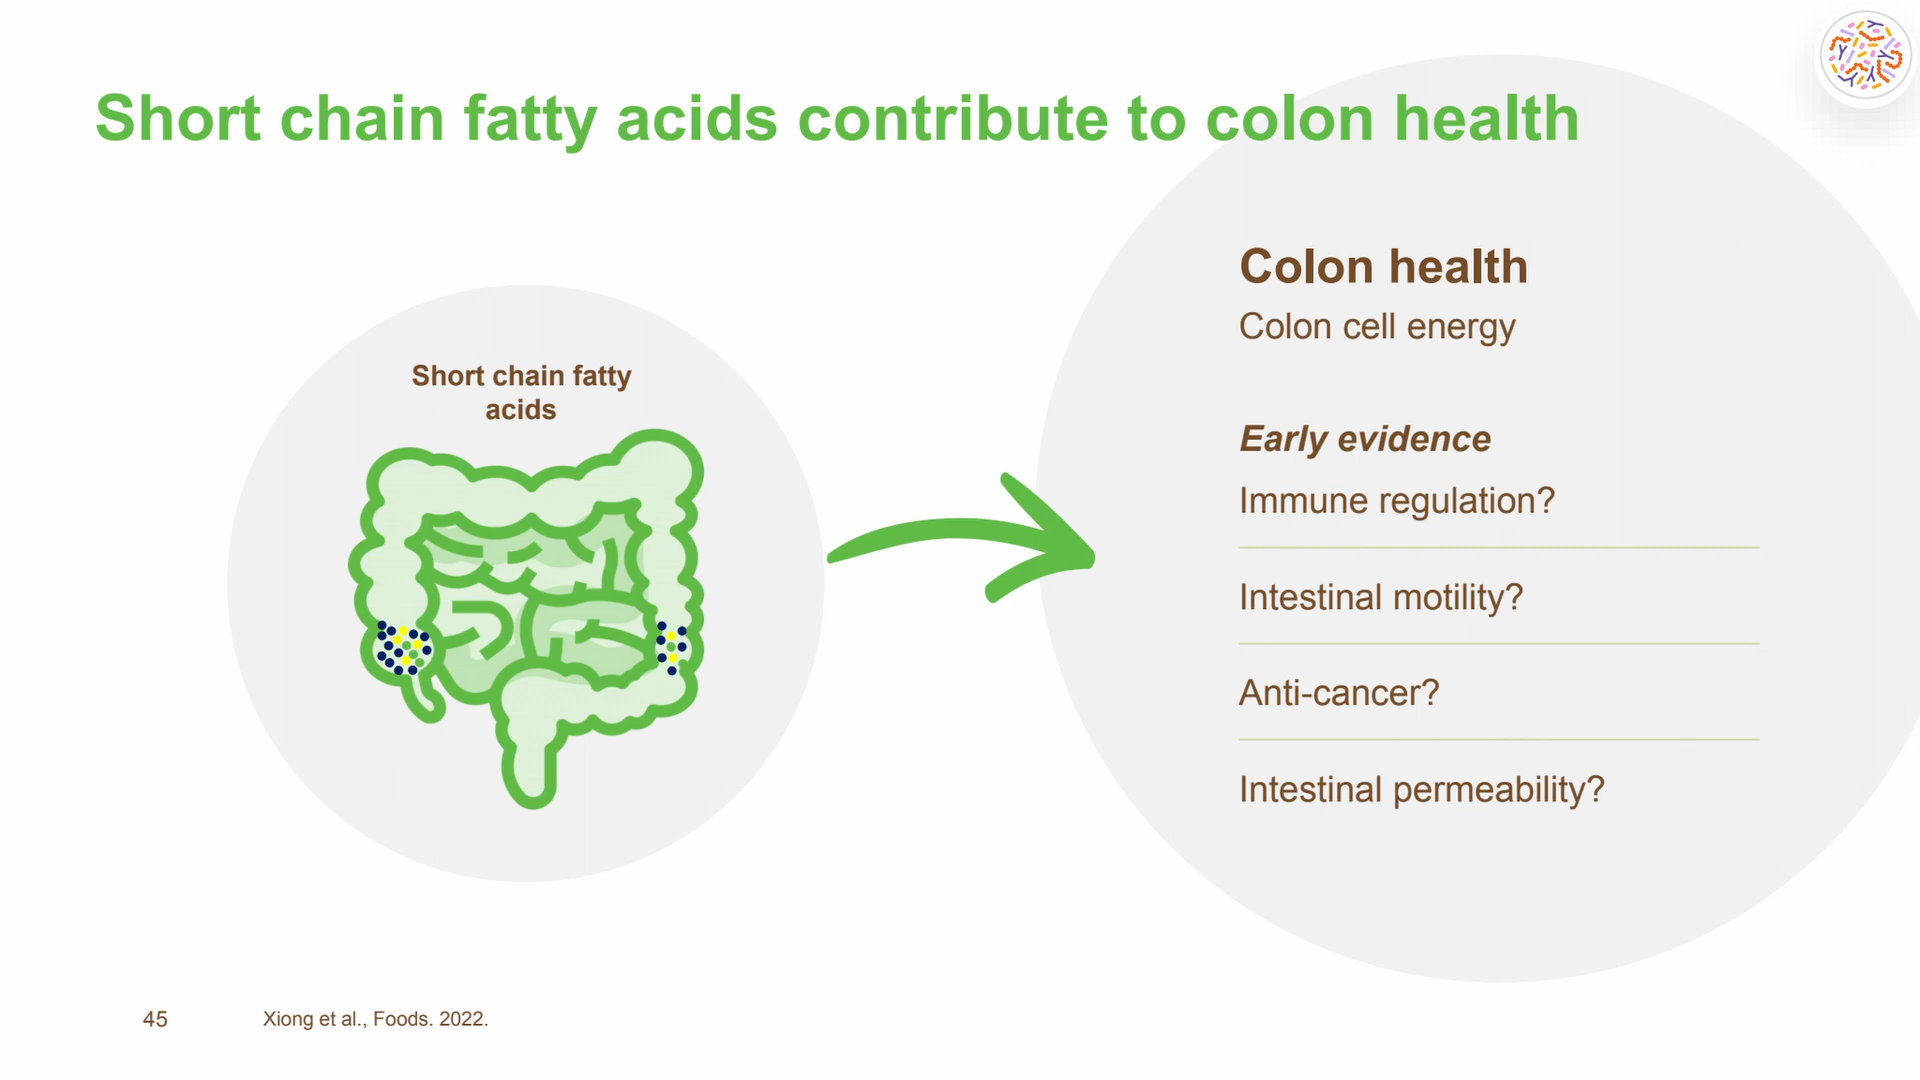 Short chain fatty acids contribute to colon health
Short chain fatty
acids
Colon health
Colon cell energy
Early evidence
Immune regulation?
Intestinal motility?
Anti-cancer?
Intestinal permeability?
45
Xiong et al., Foods. 2022.